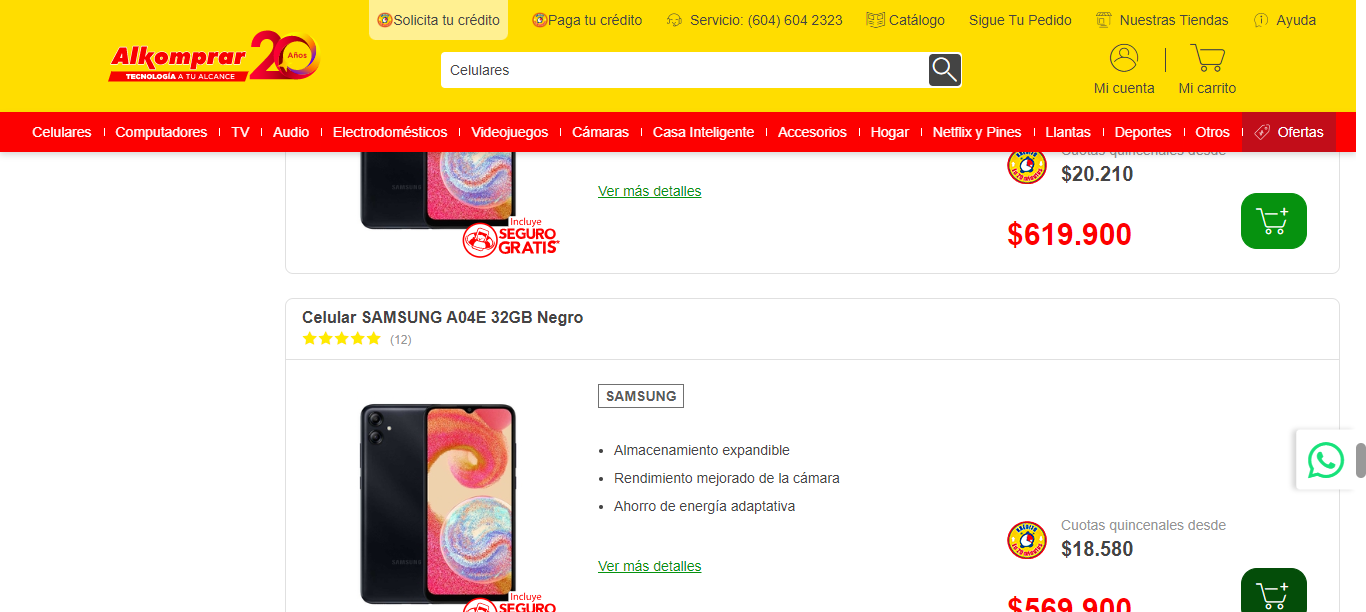 Solicita tu crédito
Paga tu crédito
Servicio: (604) 604 2323
Catálogo
Sigue Tu Pedido
Nuestras Tiendas
Ayuda
Alkomprar 20 Años
TECNOLOGÍA A TU ALCANCE
Celulares
Mi cuenta
Mi carrito
Celulares
Computadores
TV
Audio
Electrodomésticos
Videojuegos
Cámaras
Casa Inteligente
Accesorios
Hogar
Netflix y Pines
Llantas
Deportes
Otros
Ofertas
Cuotas quincenales desde
$20.210
SAMSUNG
Ver más detalles
Incluye
SEGURO
GRATIS*
$619.900
Celular SAMSUNG A04E 32GB Negro
(12)
SAMSUNG
Almacenamiento expandible
Rendimiento mejorado de la cámara
Ahorro de energía adaptativa
Cuotas quincenales desde
$18.580
SAMSUNG
Ver más detalles
Incluye
SEGURO
$569.900